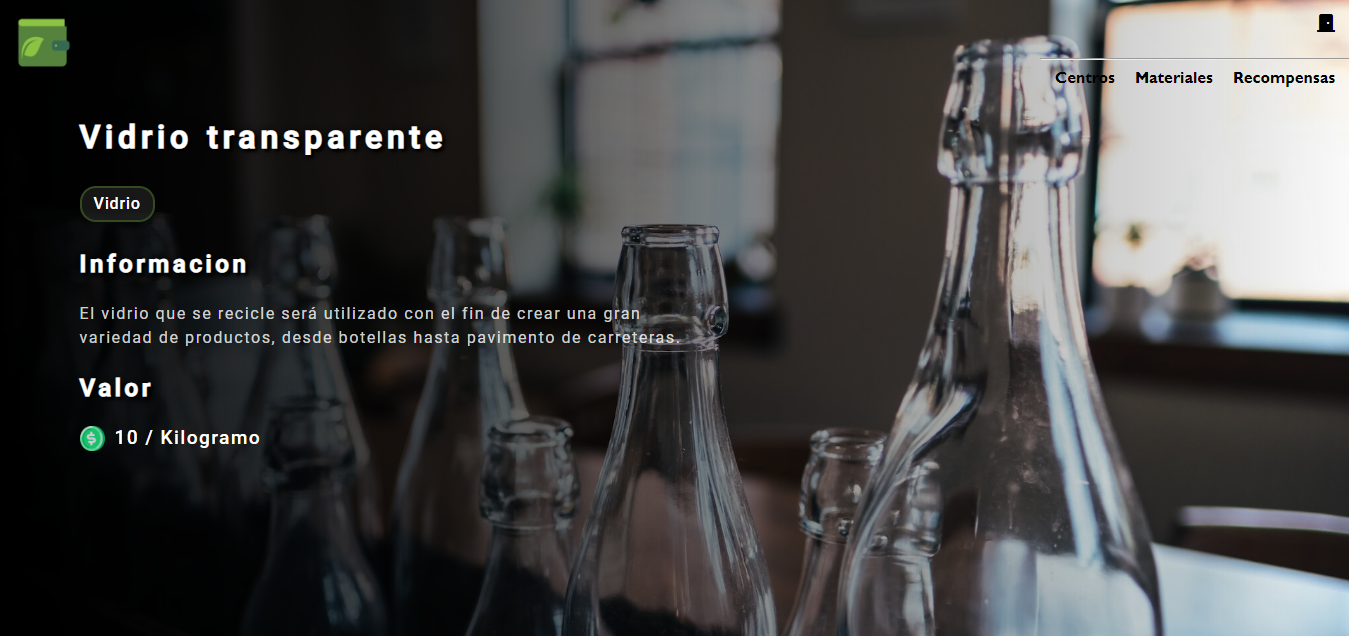 Centros Materiales Recompensas
Vidrio transparente
Vidrio
Informacion
El vidrio que se recicle será utilizado con el fin de crear una gran
variedad de productos, desde botellas hasta pavimento de carreteras.
Valor
$ 10 / Kilogramo